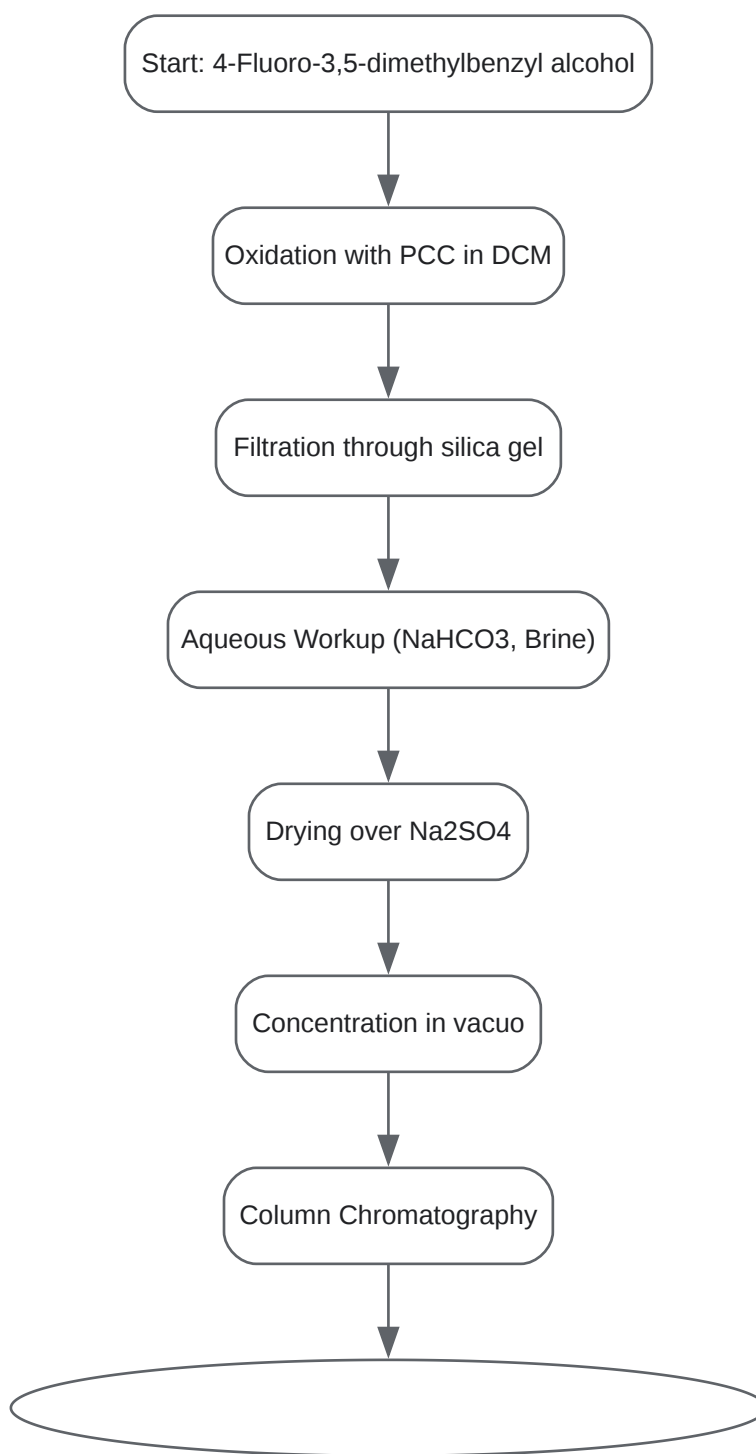 Start: 4-Fluoro-3,5-dimethylbenzyl alcohol
Oxidation with PCC in DCM
Filtration through silica gel
Aqueous Workup (NaHCO3, Brine)
Drying over Na2SO4
Concentration in vacuo
Column Chromatography